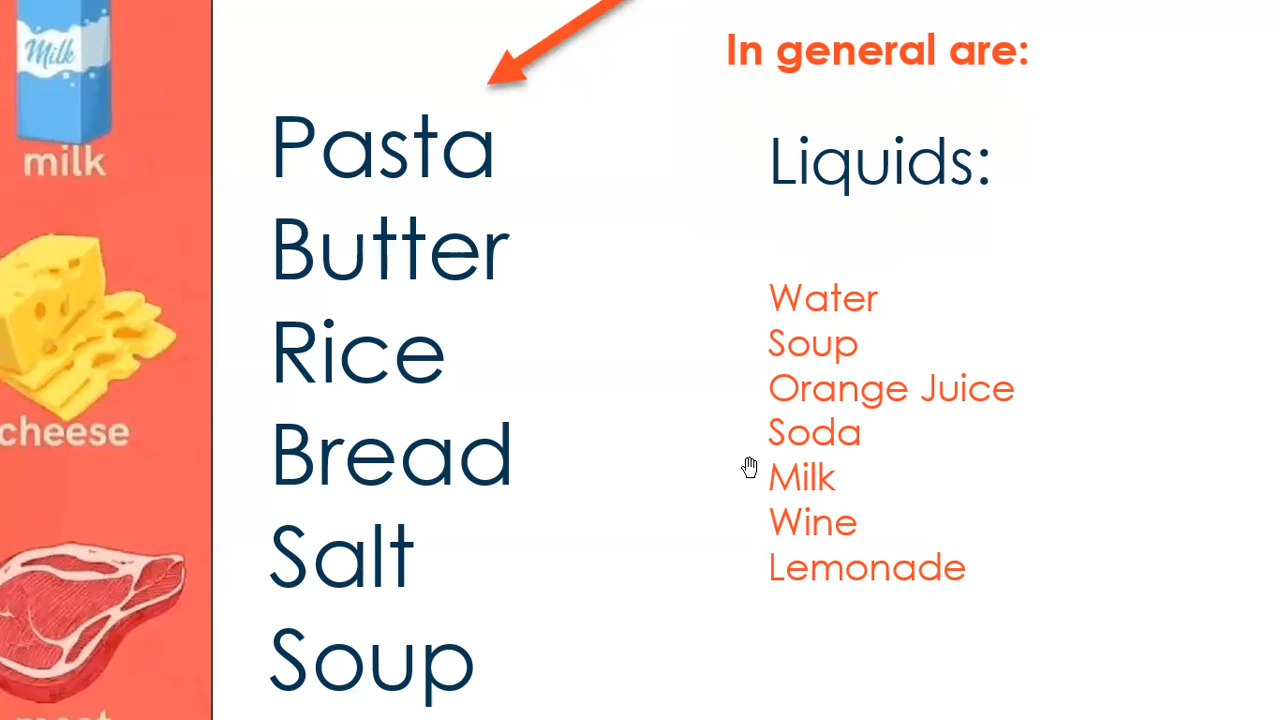 Milk
milk
cheese
Pasta
Butter
Rice
Bread
Salt
Soup
In general are:
Liquids:
Water
Soup
Orange Juice
Soda
Milk
Wine
Lemonade